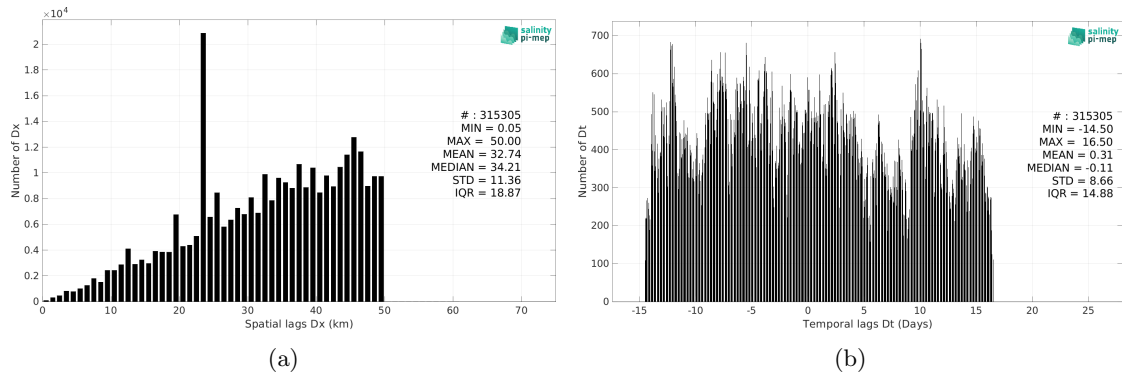 ×10⁴
2
1.8
1.6
1.4
1.2
1
0.8
0.6
0.4
0.2
0
0 10 20 30 40 50 60 70
Number of Dx
Spatial lags Dx (km)
salinity
pi-mep
# : 315305
MIN = 0.05
MAX = 50.00
MEAN = 32.74
MEDIAN = 34.21
STD = 11.36
IQR = 18.87
(a)
700
600
500
400
300
200
100
0
-15 -10 -5 0 5 10 15 20 25
Number of Dt
Temporal lags Dt (Days)
salinity
pi-mep
# : 315305
MIN = -14.50
MAX = 16.50
MEAN = 0.31
MEDIAN = -0.11
STD = 8.66
IQR = 14.88
(b)